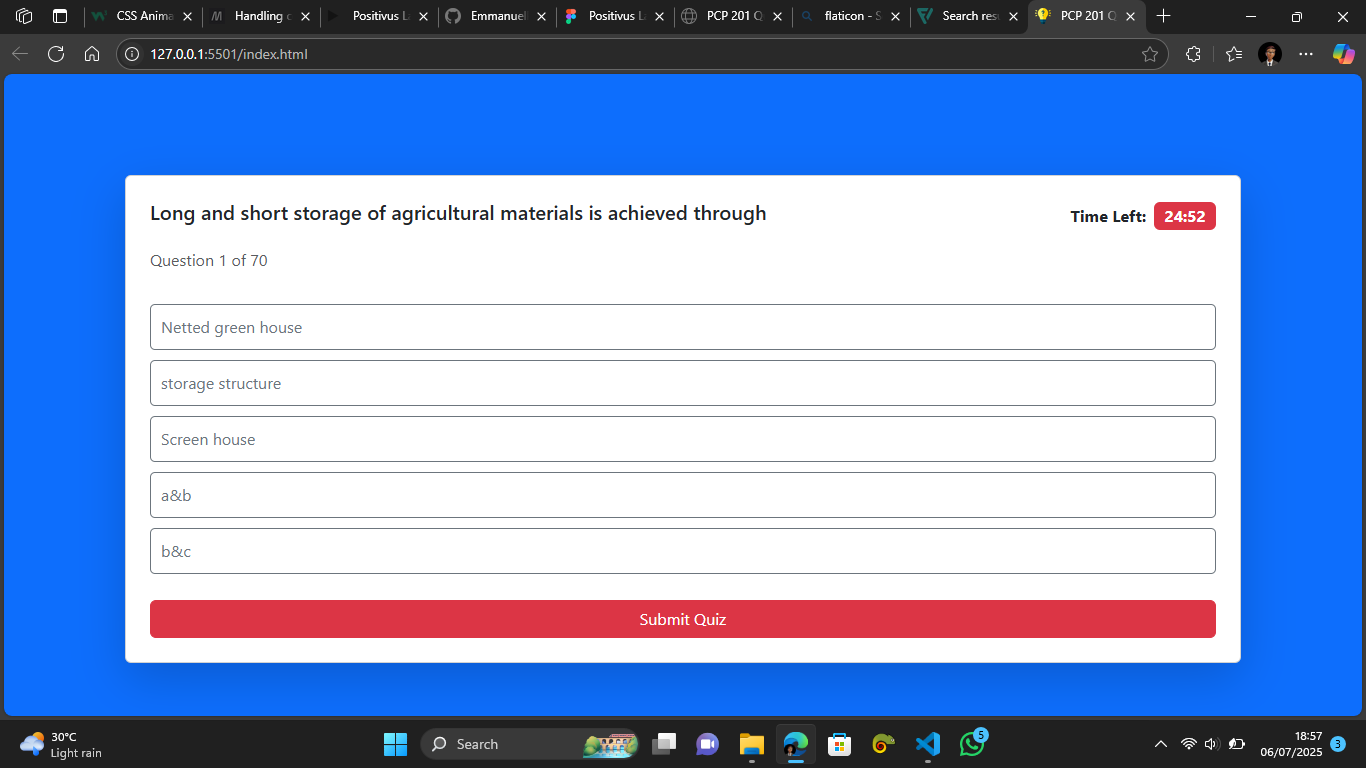 CSS Anima
Handling c
Positivus L
Emmanuel
Positivus L
PCP 201 Q
flaticon - S
Search resu
PCP 201 Q
127.0.0.1:5501/index.html
Long and short storage of agricultural materials is achieved through
Time Left: 24:52
Question 1 of 70
Netted green house
storage structure
Screen house
a&b
b&c
Submit Quiz
30°C
Light rain
Search
5
18:57
06/07/2025
3